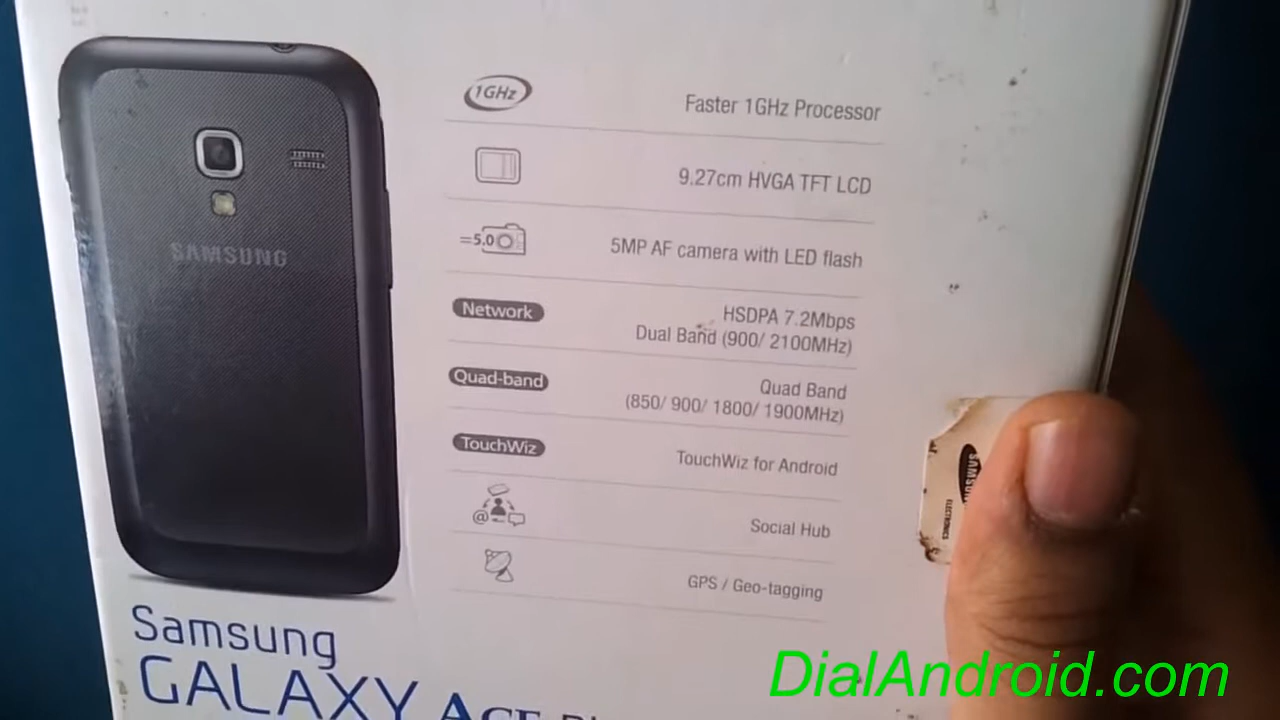 1GHz
Faster 1GHz Processor
9.27cm HVGA TFT LCD
=5.0
5MP AF camera with LED flash
Network
HSDPA 7.2Mbps
Dual Band (900/ 2100MHz)
Quad-band
Quad Band
(850/ 900/ 1800/ 1900MHz)
TouchWiz
TouchWiz for Android
@
Social Hub
GPS / Geo-tagging
SAMSUNG
Samsung
GALAXY ACE
ELECTRONICS
DialAndroid.com